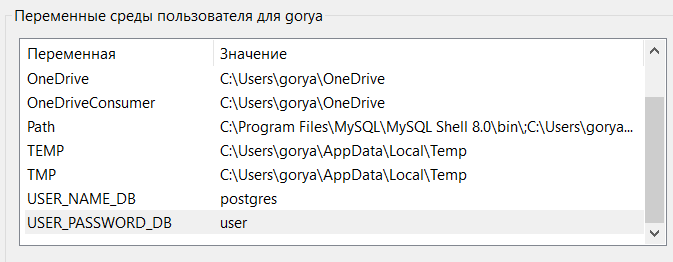 Переменные среды пользователя для gorya
Переменная Значение
OneDrive C:\Users\gorya\OneDrive
OneDriveConsumer C:\Users\gorya\OneDrive
Path C:\Program Files\MySQL\MySQL Shell 8.0\bin\;C:\Users\gorya...
TEMP C:\Users\gorya\AppData\Local\Temp
TMP C:\Users\gorya\AppData\Local\Temp
USER_NAME_DB postgres
USER_PASSWORD_DB user